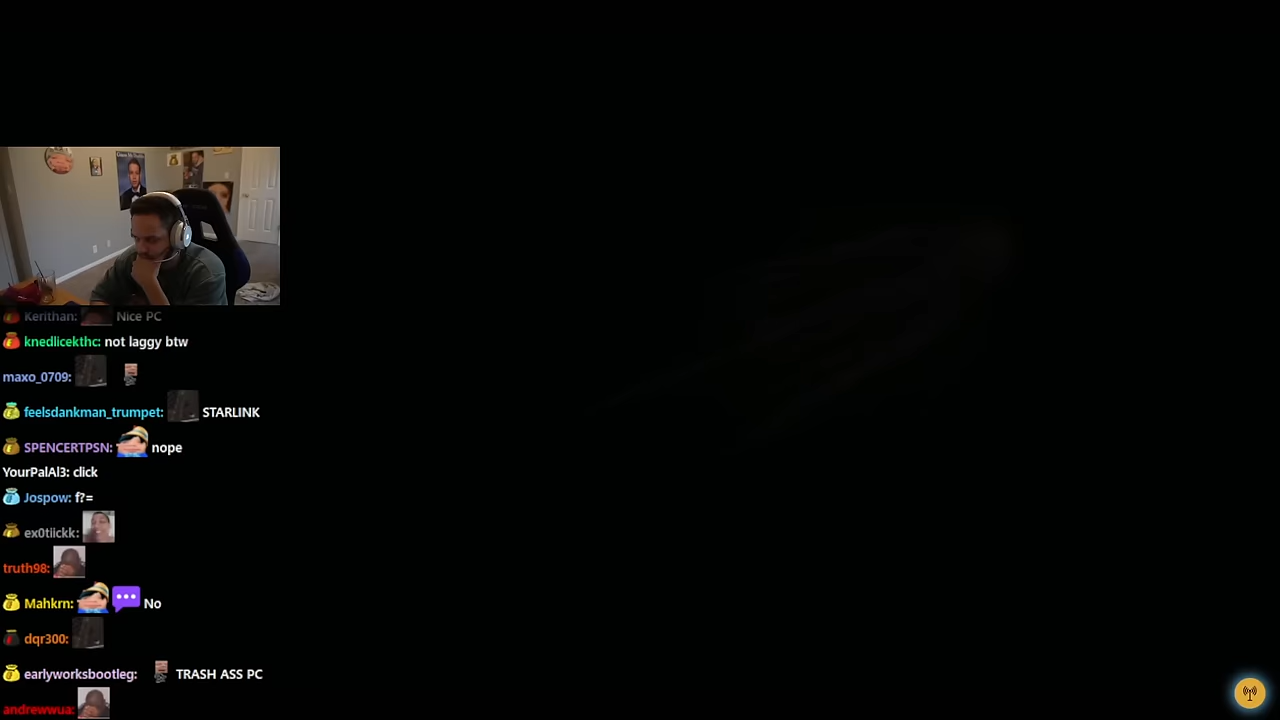 Kerithan: Nice PC
knedlicekthc: not laggy btw
maxo_0709:
feelsdankman_trumpet: STARLINK
SPENCERTPSN: nope
YourPalAl3: click
Jospow: f?=
ex0tiickk:
truth98:
Mahkrn: No
dqr300:
earlyworksbootleg: TRASH ASS PC
andrewwua: